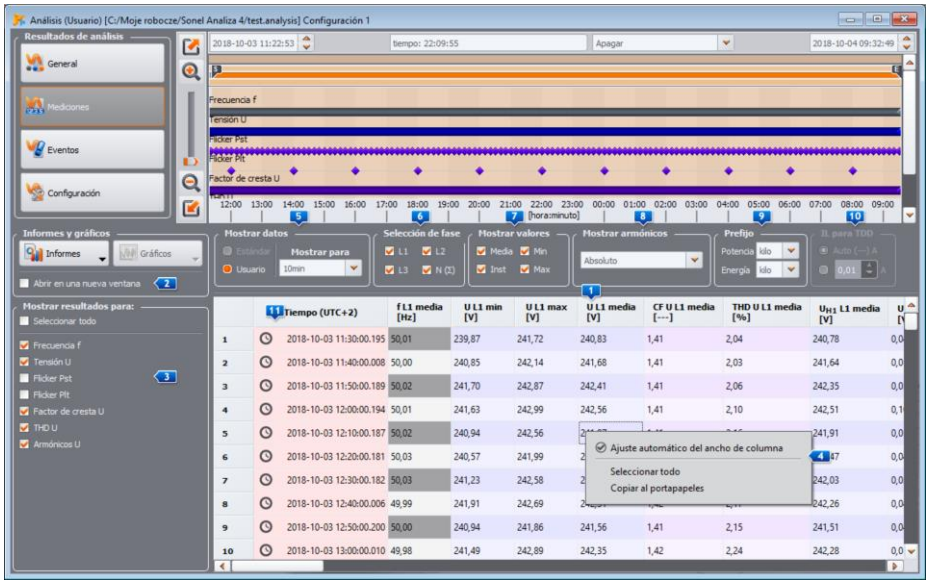 Análisis (Usuario) [C:/Moje robocze/Sonel Analiza 4/test.analysis] Configuración 1
Resultados de análisis
General
Mediciones
Eventos
Configuración
2018-10-03 11:22:53 tiempo: 22:09:55 Apagar 2018-10-04 09:32:49
S E
Frecuencia f
Tensión U
Flicker Pst
Flicker Plt
Factor de cresta U
12:00 13:00 14:00 15:00 16:00 17:00 18:00 19:00 20:00 21:00 22:00 23:00 00:00 01:00 02:00 03:00 04:00 05:00 06:00 07:00 08:00 09:00
5 6 7 [hora:minuto] 8 9 10
Informes y gráficos
Informes Gráficos
Abrir en una nueva ventana 2
Mostrar datos
Estándar Mostrar para
Usuario 10min
Selección de fase
L1 L2
L3 N (Σ)
Mostrar valores
Media Min
Inst Max
Mostrar armónicos
Absoluto
1
Prefijo
Potencia kilo
Energía kilo
IL para TDD
Auto (---) A
0,01 A
Mostrar resultados para:
Seleccionar todo
Frecuencia f
Tensión U
Flicker Pst 3
Flicker Plt
Factor de cresta U
THD U
Armónicos U
11 Tiempo (UTC+2) f L1 media [Hz] U L1 min [V] U L1 max [V] U L1 media [V] CF U L1 media [---] THD U L1 media [%] UH1 L1 media [V]
1 2018-10-03 11:30:00.195 50,01 239,87 241,72 240,83 1,41 2,04 240,78
2 2018-10-03 11:40:00.008 50,00 240,85 242,14 241,68 1,41 2,03 241,64
3 2018-10-03 11:50:00.189 50,02 241,70 242,87 242,41 1,41 2,06 242,35
4 2018-10-03 12:00:00.194 50,01 241,63 242,99 242,56 1,41 2,10 242,51
5 2018-10-03 12:10:00.187 50,02 240,94 242,56 241,91
6 2018-10-03 12:20:00.181 50,03 240,57 241,99
7 2018-10-03 12:30:00.182 50,03 241,23 242,58 242,03
8 2018-10-03 12:40:00.006 49,99 241,91 242,69 242,26
9 2018-10-03 12:50:00.200 50,00 240,94 241,86 241,56 1,41 2,15 241,51
10 2018-10-03 13:00:00.010 49,98 241,49 242,89 242,35 1,42 2,24 242,28
Ajuste automático del ancho de columna
4
Seleccionar todo
Copiar al portapapeles